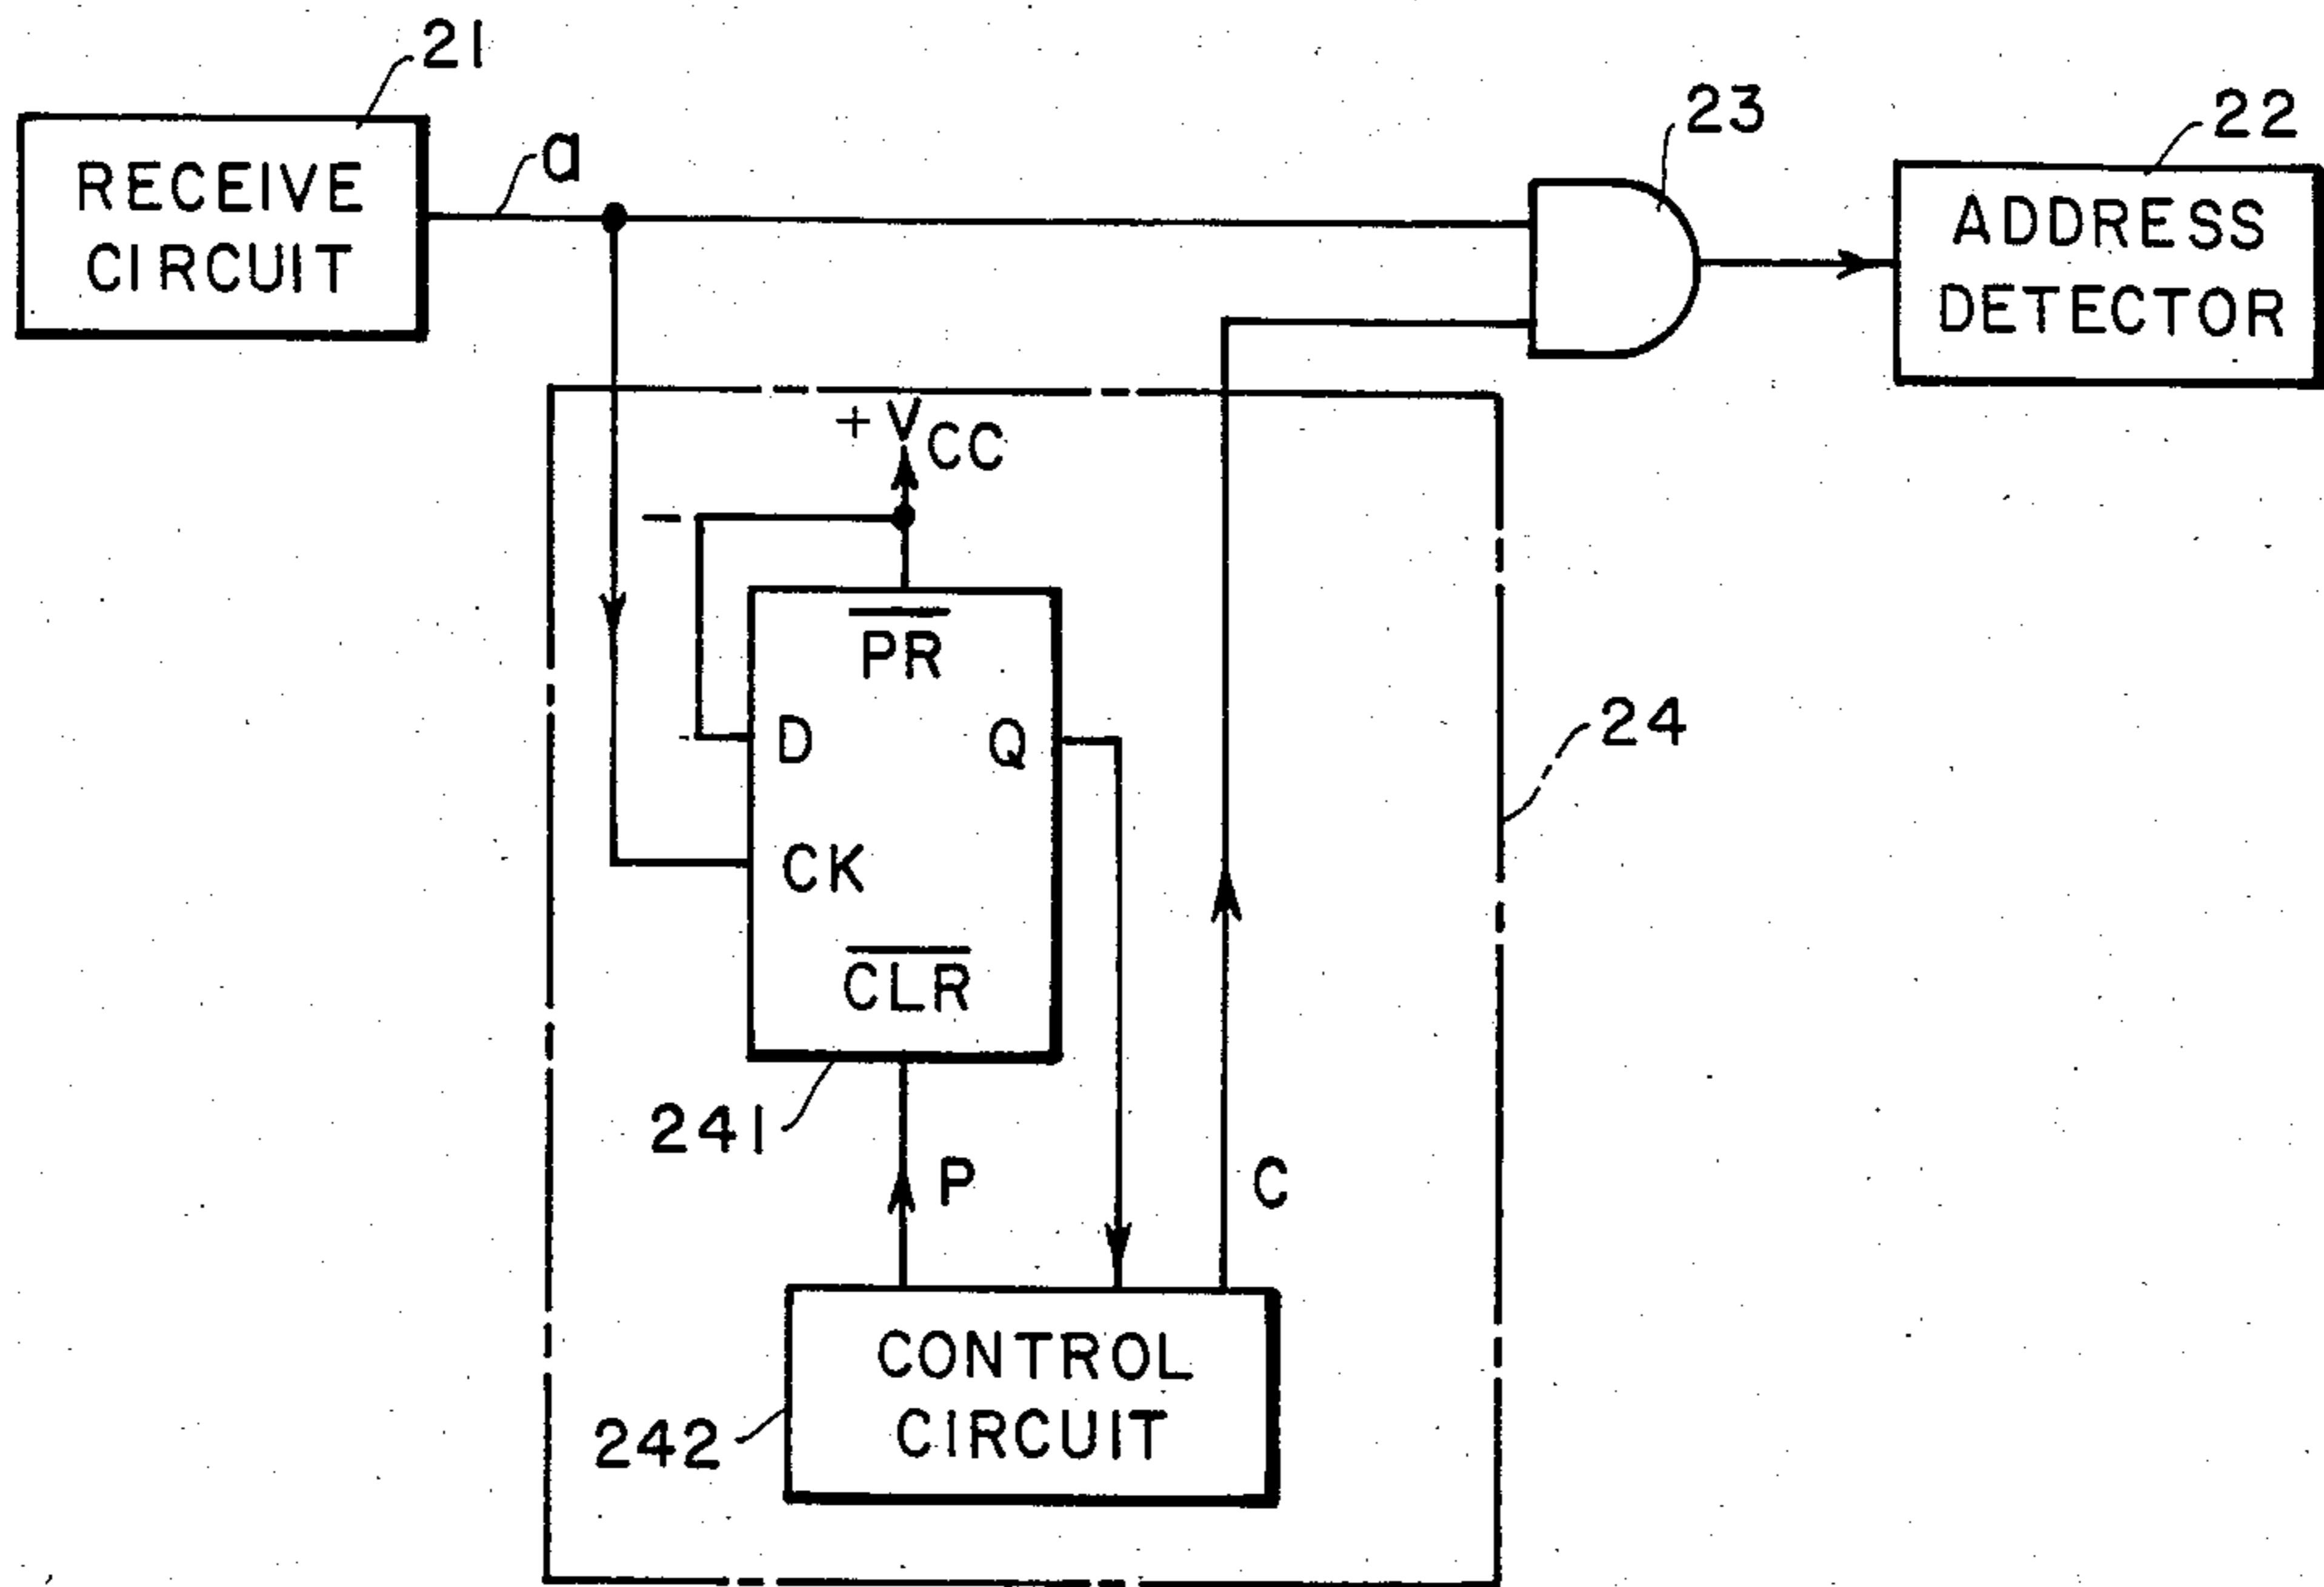 21
RECEIVE
CIRCUIT
a
23
22
ADDRESS
DETECTOR
+VCC
PR
D
Q
CK
CLR
24
241
P
C
CONTROL
CIRCUIT
242